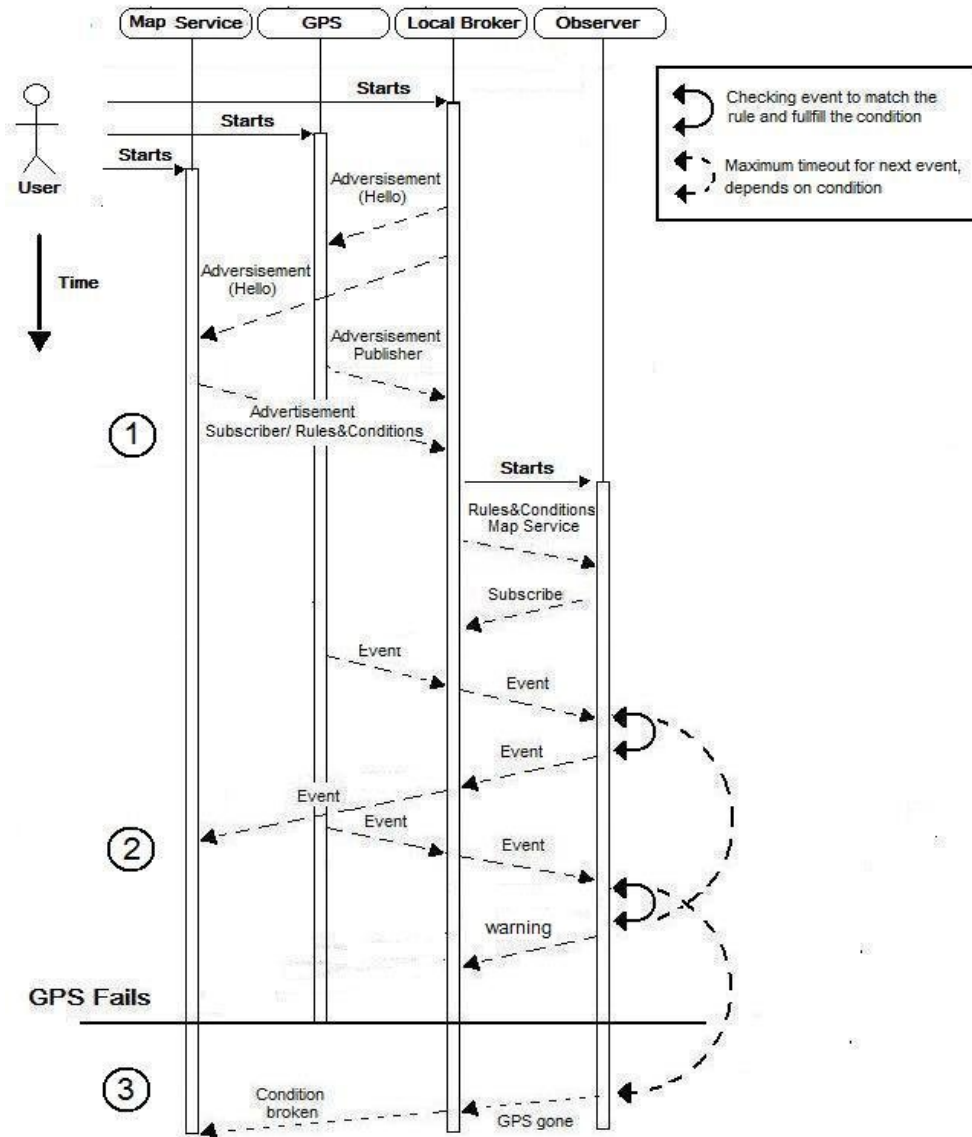 Map Service
GPS
Local Broker
Observer
Starts
Starts
Starts
User
Time
Checking event to match the
rule and fullfill the condition
Maximum timeout for next event,
depends on condition
Adversisement
(Hello)
Adversisement
(Hello)
Adversisement
Publisher
Advertisement
Subscriber/ Rules&Conditions
1
Starts
Rules&Conditions
Map Service
Subscribe
Event
Event
Event
Event
Event
Event
2
warning
GPS Fails
3
Condition
broken
GPS gone